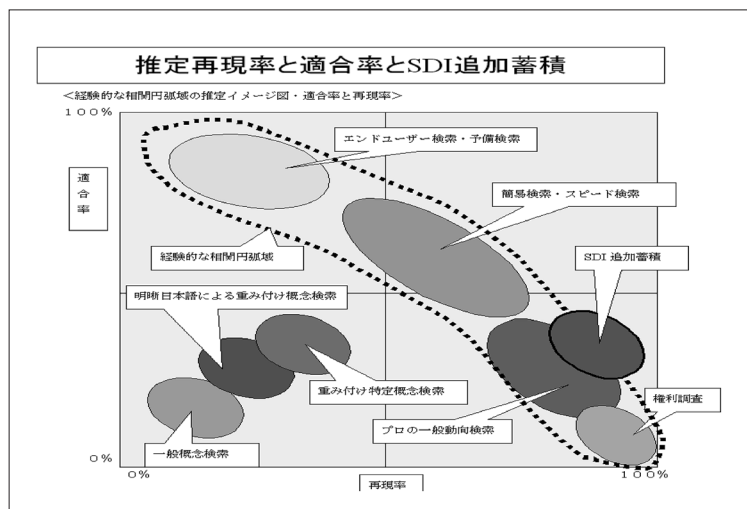 推定再現率と適合率とSDI追加蓄積
＜経験的な相関円弧域の推定イメージ図・適合率と再現率＞
１００%
エンドユーザー検索・予備検索
適合率
簡易検索・スピード検索
経験的な相関円弧域
SDI 追加蓄積
明晰日本語による重み付け概念検索
重み付け特定概念検索
権利調査
プロの一般動向検索
一般概念検索
０%
０%
１００%
再現率